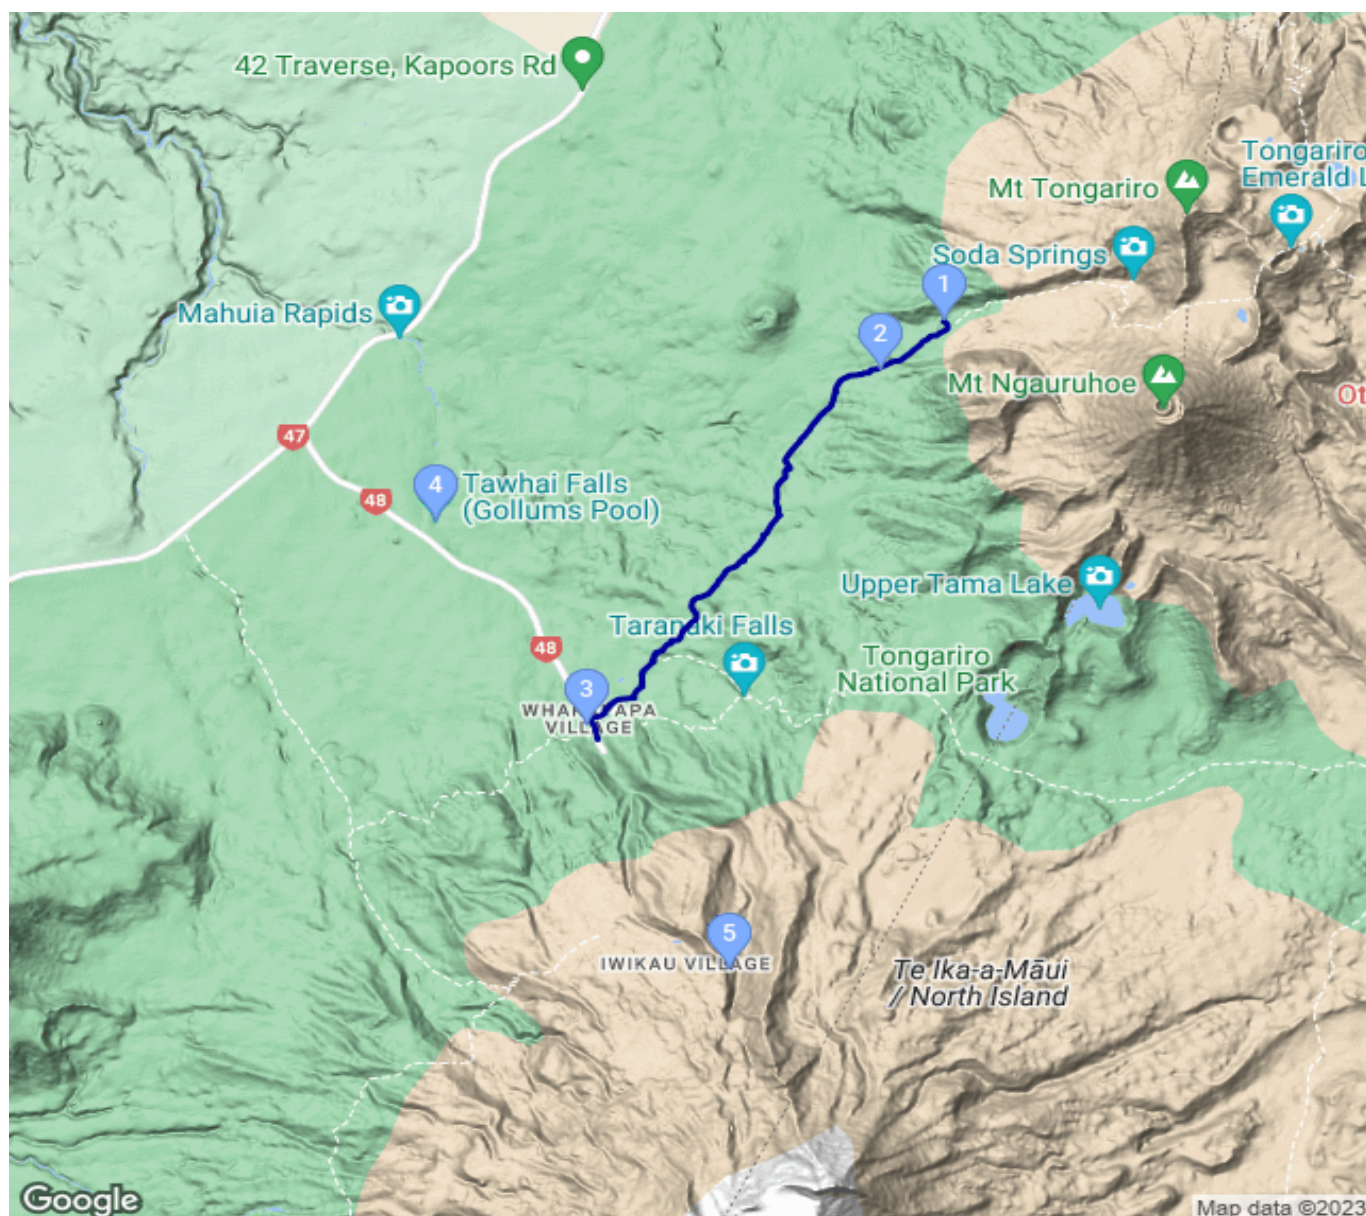 42 Traverse, Kapoors Rd
Tongariro
Emerald L
Mt Tongariro
Soda Springs
1
Mahuia Rapids
2
Mt Ngauruhoe
Ot
47
4
Tawhai Falls
(Gollums Pool)
48
Upper Tama Lake
Taranaki Falls
48
Tongariro
National Park
3
VILLAGE
5
IWIKAU VILLAGE
Te Ika-a-Māui
/ North Island
Google
Map data ©2023